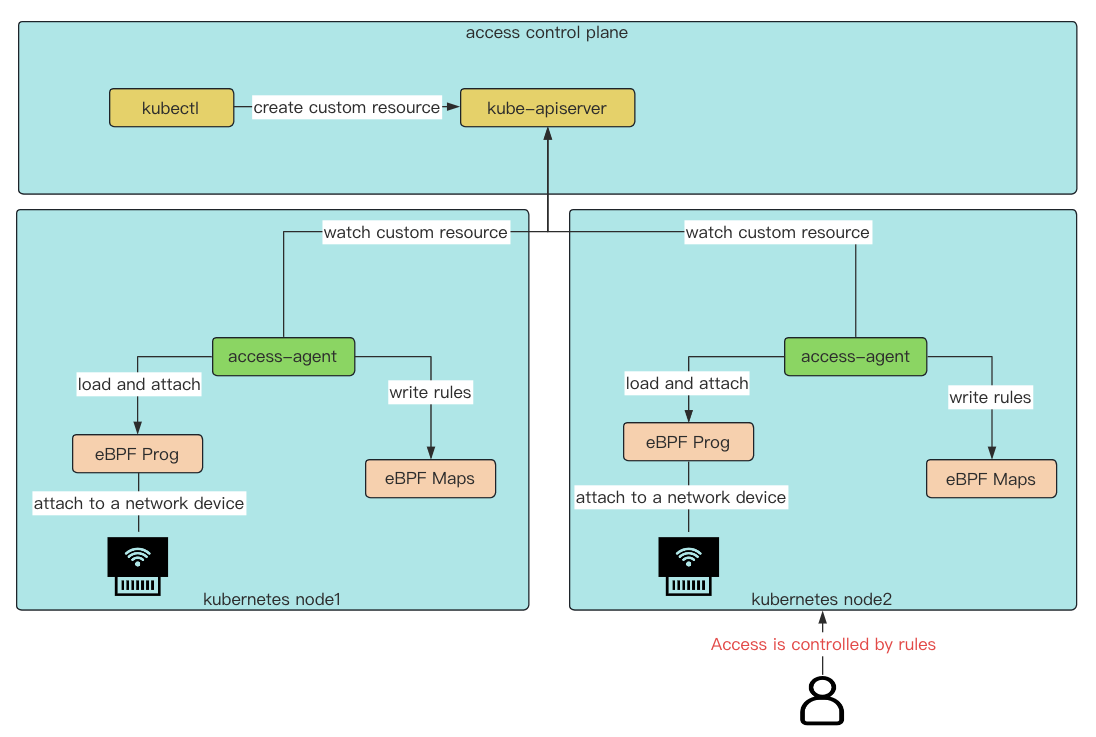 access control plane
kubectl
create custom resource
kube-apiserver
watch custom resource
watch custom resource
access-agent
load and attach
write rules
eBPF Prog
eBPF Maps
attach to a network device
kubernetes node1
access-agent
load and attach
write rules
eBPF Prog
eBPF Maps
attach to a network device
kubernetes node2
Access is controlled by rules